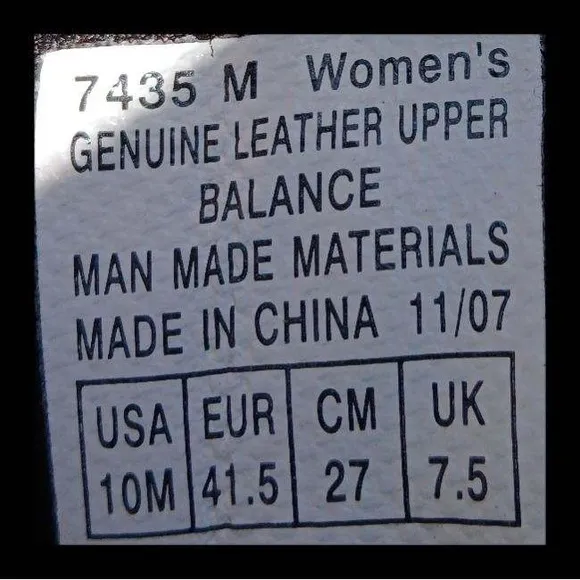 7435 M Women's
GENUINE LEATHER UPPER
BALANCE
MAN MADE MATERIALS
MADE IN CHINA 11/07
USA EUR CM UK
10M 41.5 27 7.5